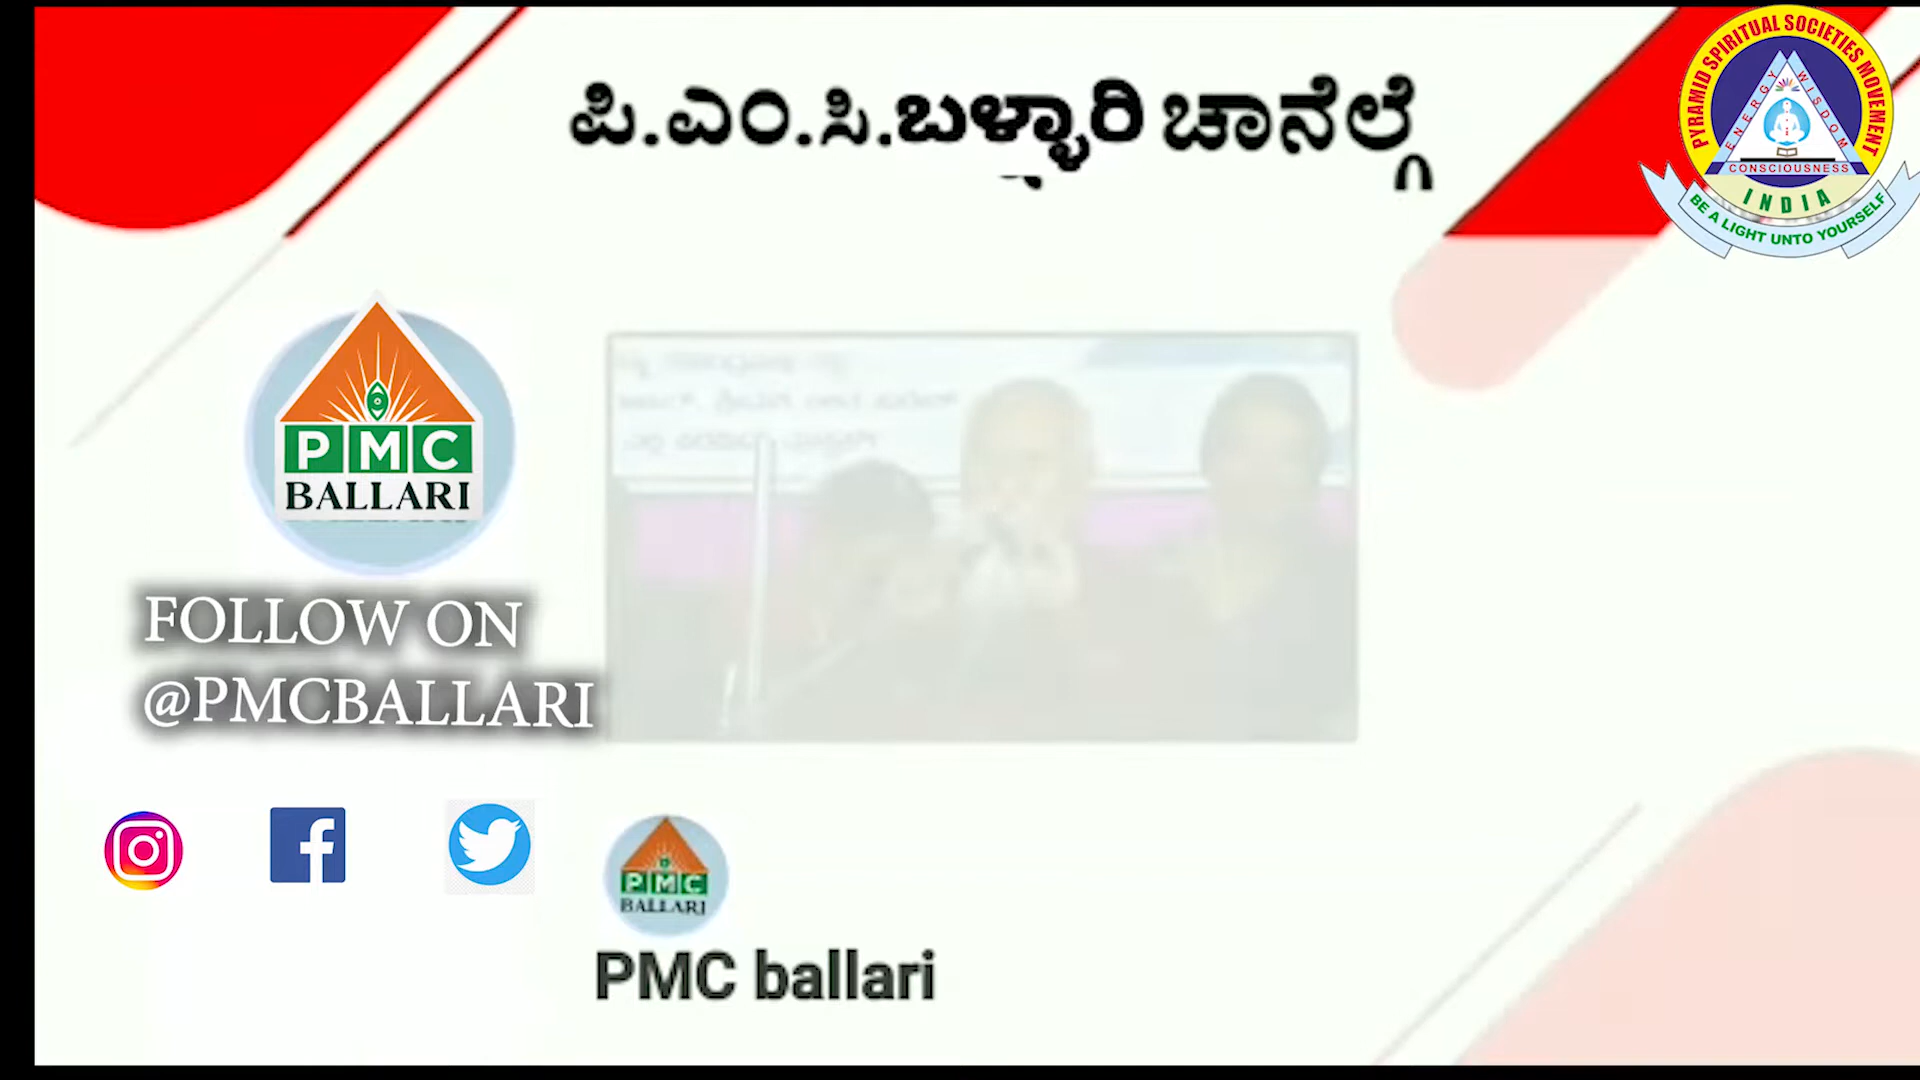 ಪಿ.ಎಂ.ಸಿ.ಬಳ್ಳಾರಿ ಚಾನೆಲ್ಗೆ
PYRAMID SPIRITUAL SOCIETIES MOVEMENT
ENERGY WISDOM
CONSCIOUSNESS
INDIA
BE A LIGHT UNTO YOURSELF
PMC
BALLARI
FOLLOW ON
@PMCBALLARI
PMC
BALLARI
PMC ballari